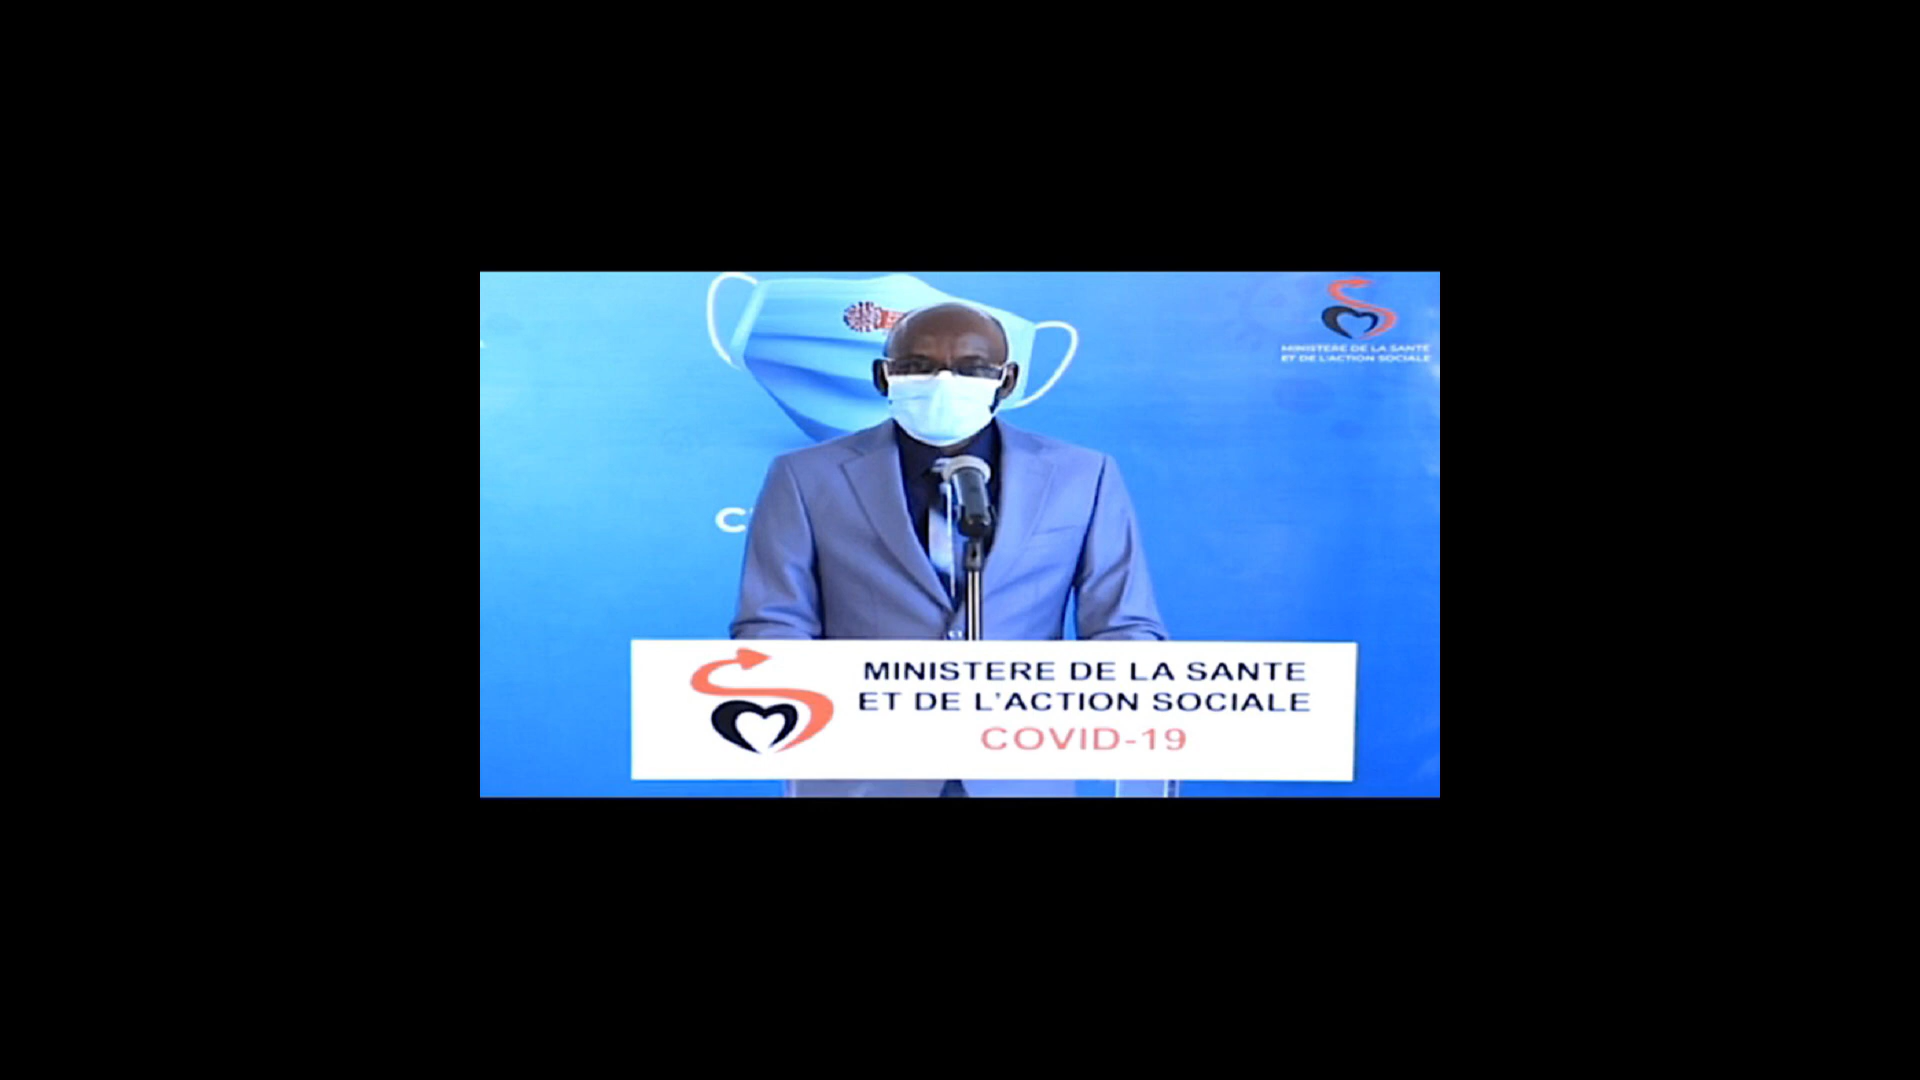 MINISTERE DE LA SANTE
ET DE L'ACTION SOCIALE
MINISTERE DE LA SANTE
ET DE L'ACTION SOCIALE
COVID-19